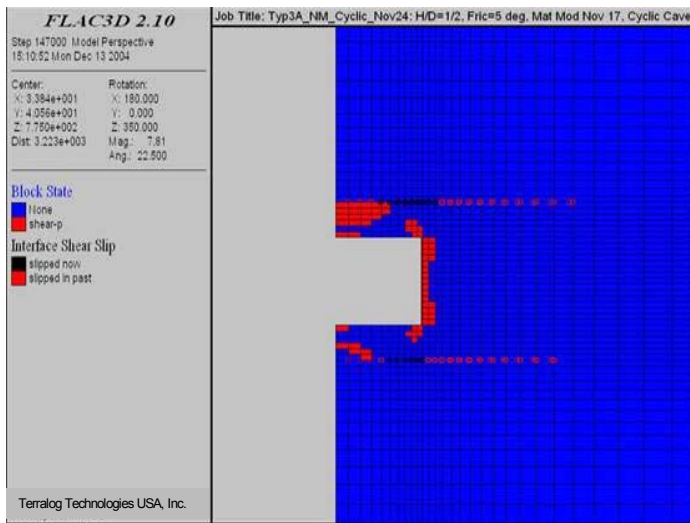 FLAC3D 2.10
Step 147000 Model Perspective
15:10:52 Mon Dec 13 2004
Center:
X: 3.384e+001
Y: 4.056e+001
Z: 7.750e+002
Dist: 3.223e+003
Rotation:
X: 180.000
Y: 0.000
Z: 350.000
Mag.: 7.81
Ang.: 22.500
Block State
None
shear-p
Interface Shear Slip
slipped now
slipped in past
Terralog Technologies USA, Inc.
Job Title: Typ3A_NM_Cyclic_Nov24: H/D=1/2, Fric=5 deg, Mat Mod Nov 17, Cyclic Cave